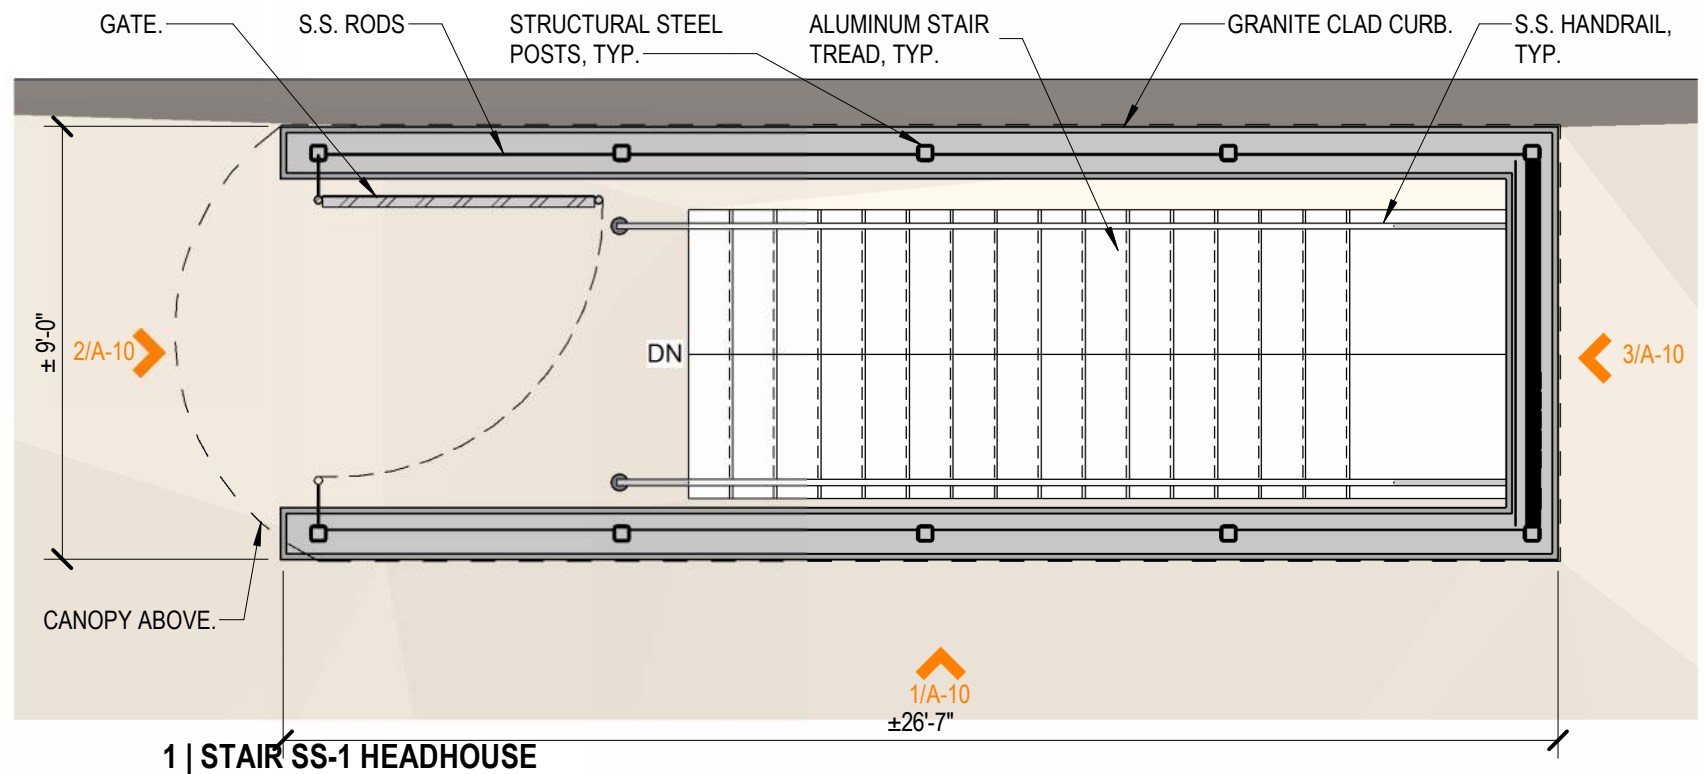 GATE.
S.S. RODS
STRUCTURAL STEEL
POSTS, TYP.
ALUMINUM STAIR
TREAD, TYP.
GRANITE CLAD CURB.
S.S. HANDRAIL,
TYP.
± 9'-0"
2/A-10
DN
3/A-10
CANOPY ABOVE.
1/A-10
±26'-7"
1 | STAIR SS-1 HEADHOUSE